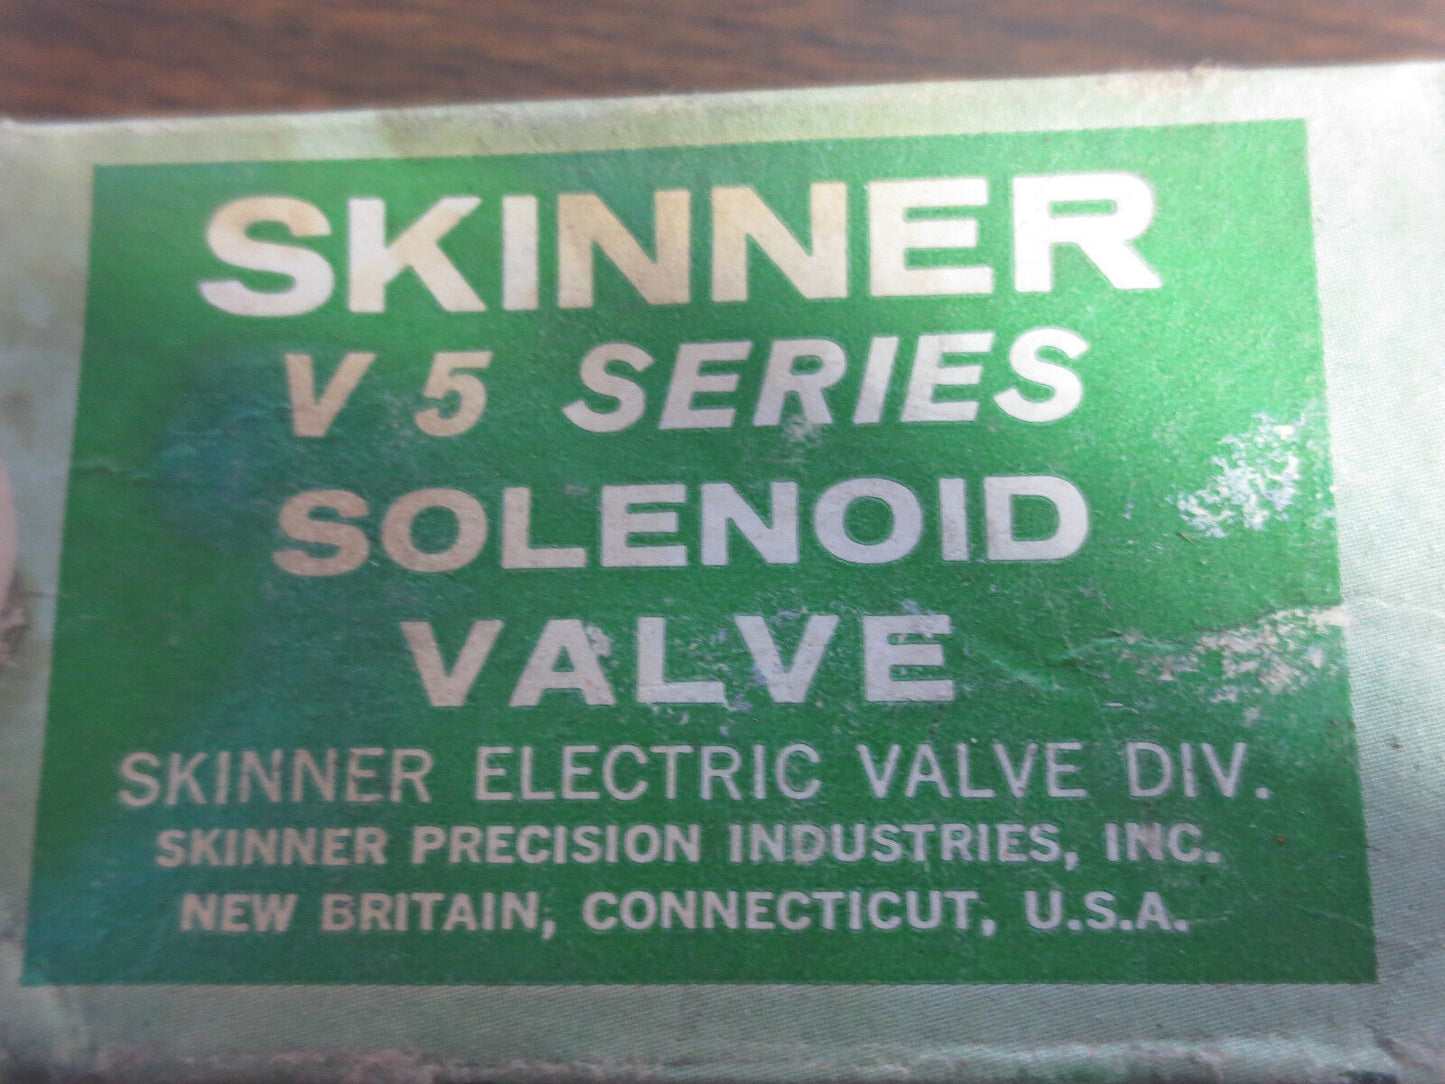 SKINNER
V 5 SERIES
SOLENOID
VALVE
SKINNER ELECTRIC VALVE DIV.
SKINNER PRECISION INDUSTRIES, INC.
NEW BRITAIN, CONNECTICUT, U.S.A.